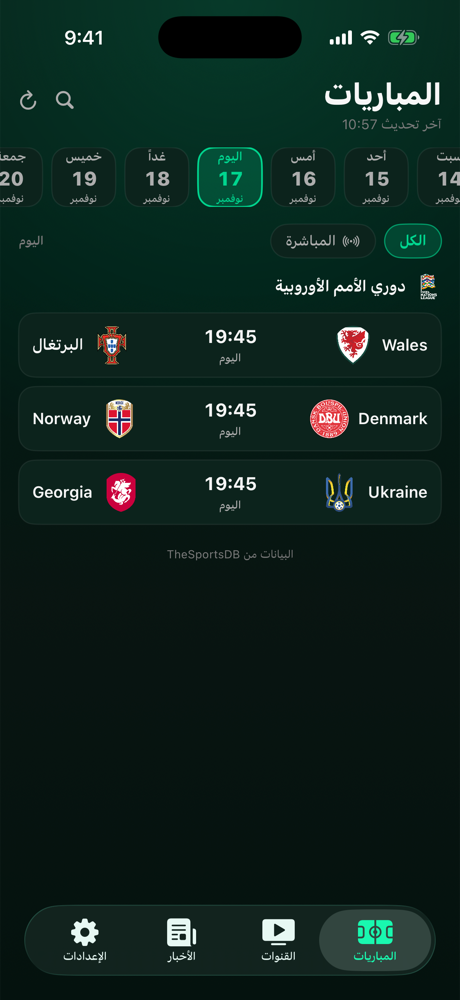 9:41
المباريات
آخر تحديث 10:57
سبت 14 نوفمبر
أحد 15 نوفمبر
أمس 16 نوفمبر
اليوم 17 نوفمبر
غداً 18 نوفمبر
خميس 19 نوفمبر
جمعة 20 نوفمبر
الكل
المباشرة
اليوم
دوري الأمم الأوروبية
Wales 19:45 البرتغال
اليوم
Denmark 19:45 Norway
اليوم
Ukraine 19:45 Georgia
اليوم
البيانات من TheSportsDB
المباريات
القنوات
الأخبار
الإعدادات